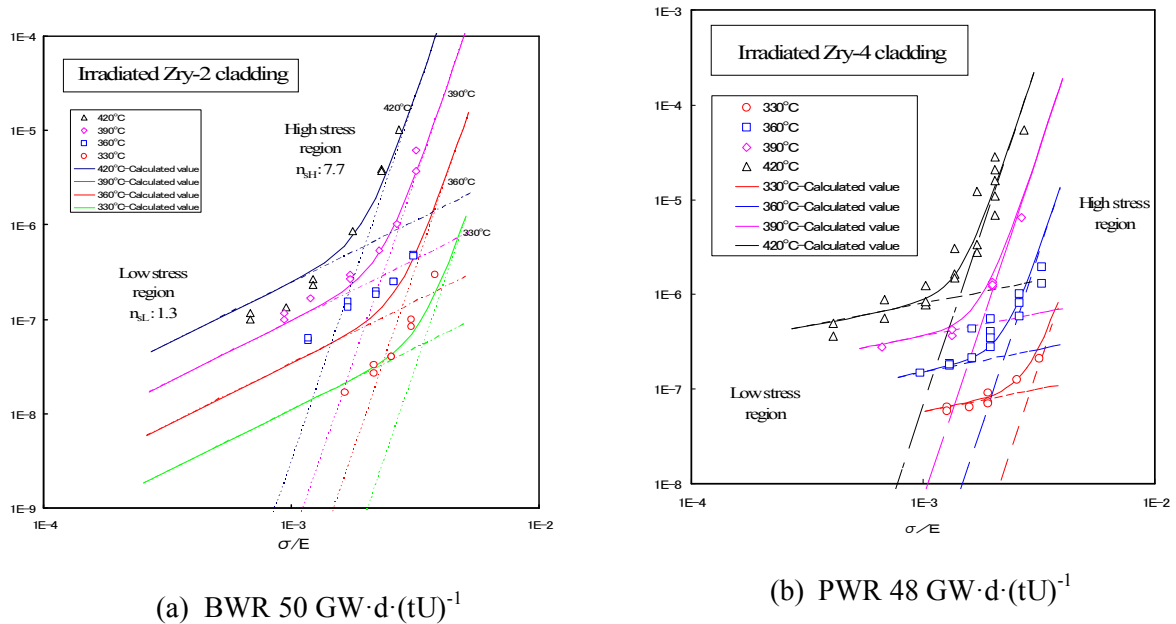 Irradiated Zry-2 cladding
420°C
390°C
360°C
330°C
420°C-Calculated value
390°C-Calculated value
360°C-Calculated value
330°C-Calculated value
High stress
region
n_sH: 7.7
Low stress
region
n_sL: 1.3
420°C
390°C
360°C
330°C
1E-4
1E-5
1E-6
1E-7
1E-8
1E-9
1E-4
1E-3
1E-2
σ/E
(a) BWR 50 GW·d·(tU)^-1
Irradiated Zry-4 cladding
330°C
360°C
390°C
420°C
330°C-Calculated value
360°C-Calculated value
390°C-Calculated value
420°C-Calculated value
High stress
region
Low stress
region
1E-3
1E-4
1E-5
1E-6
1E-7
1E-8
1E-4
1E-3
1E-2
σ/E
(b) PWR 48 GW·d·(tU)^-1